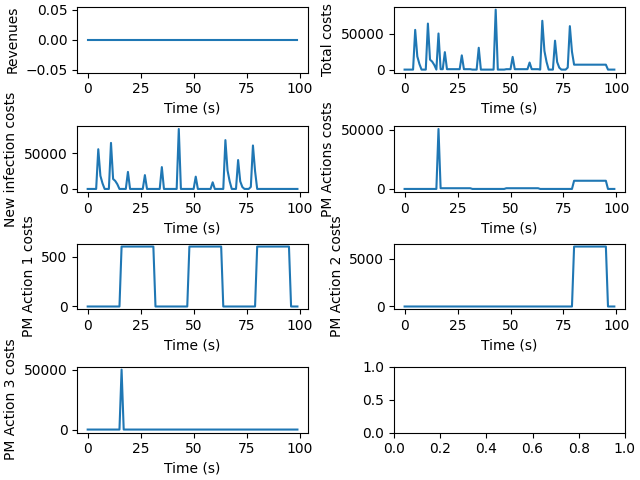 Revenues
0.05
0.00
−0.05
0 25 50 75 100
Time (s)
Total costs
50000
0
0 25 50 75 100
Time (s)
New infection costs
50000
0
0 25 50 75 100
Time (s)
PM Actions costs
50000
0
0 25 50 75 100
Time (s)
PM Action 1 costs
500
0
0 25 50 75 100
Time (s)
PM Action 2 costs
5000
0
0 25 50 75 100
Time (s)
PM Action 3 costs
50000
0
0 25 50 75 100
Time (s)
1.0
0.5
0.0
0.0 0.2 0.4 0.6 0.8 1.0